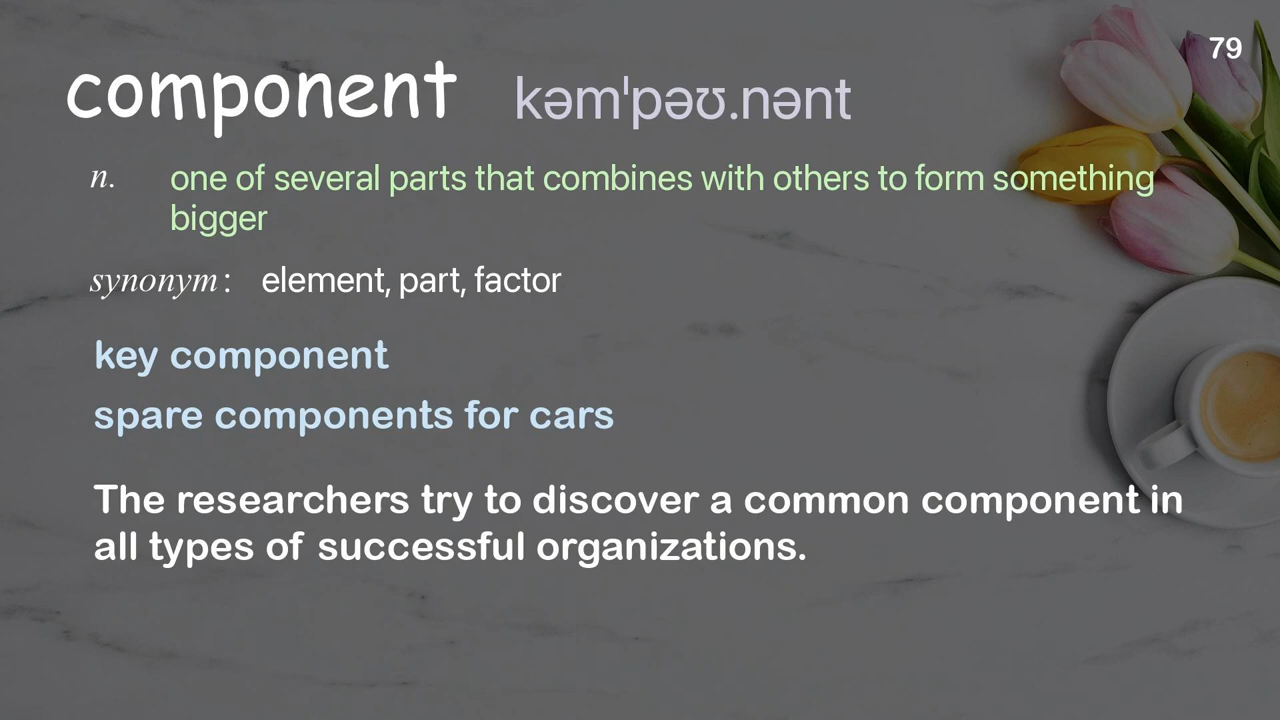 79
component kəmˈpəʊ.nənt
n. one of several parts that combines with others to form something
bigger
synonym: element, part, factor
key component
spare components for cars
The researchers try to discover a common component in
all types of successful organizations.